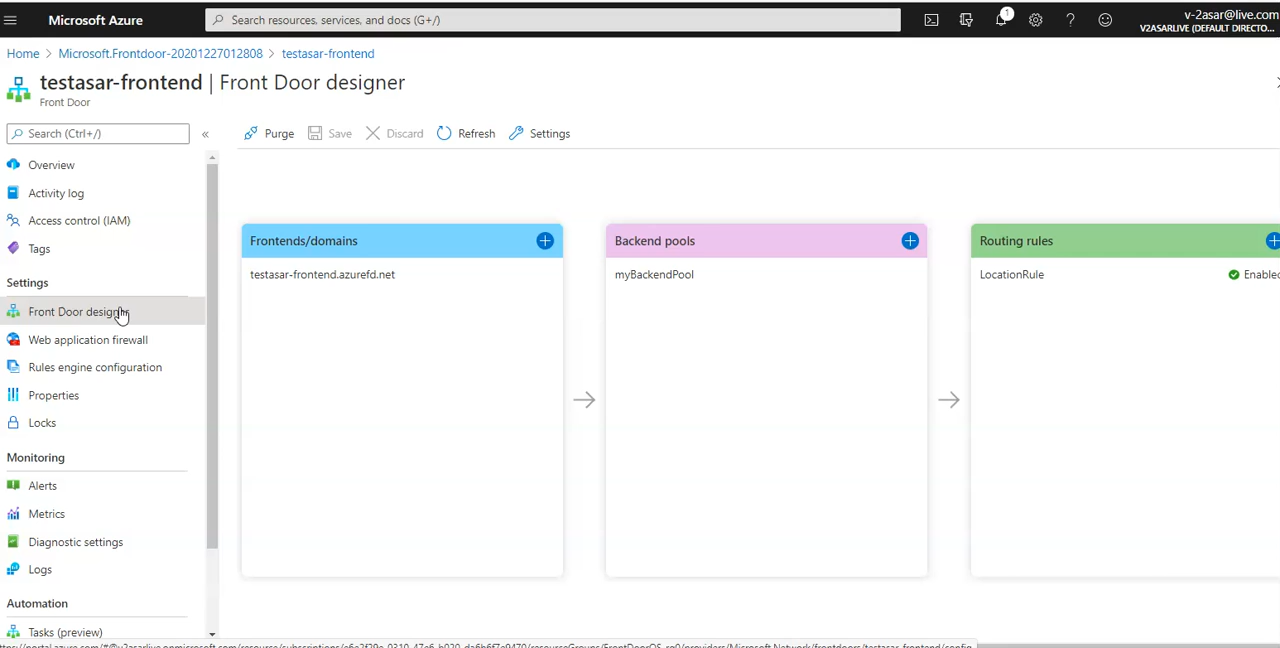 Microsoft Azure
Search resources, services, and docs (G+/)
1
v-2asar@live.com
V2ASARLIVE (DEFAULT DIRECTO...
Home > Microsoft.Frontdoor-20201227012808 > testasar-frontend
testasar-frontend | Front Door designer
Front Door
Search (Ctrl+/)
«
Purge
Save
Discard
Refresh
Settings
Overview
Activity log
Access control (IAM)
Tags
Settings
Front Door designer
Web application firewall
Rules engine configuration
Properties
Locks
Monitoring
Alerts
Metrics
Diagnostic settings
Logs
Automation
Tasks (preview)
Frontends/domains
testasar-frontend.azurefd.net
Backend pools
myBackendPool
Routing rules
LocationRule
Enabled